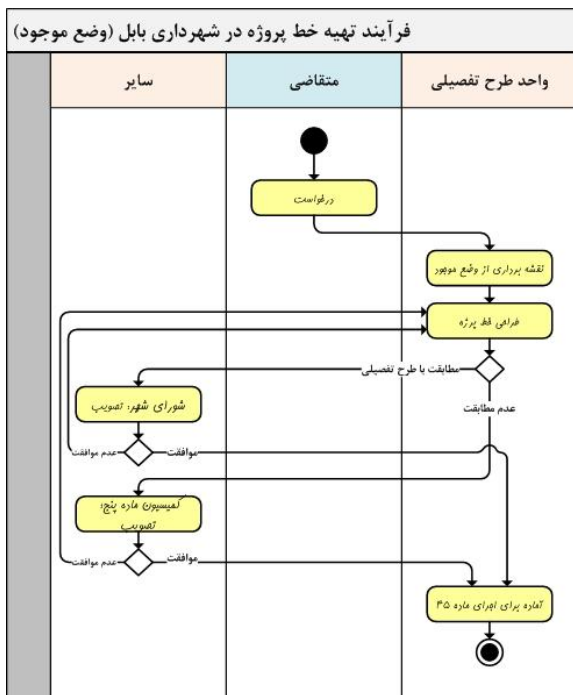 فرآیند تهیه خط پروژه در شهرداری بابل (وضع موجود)
واحد طرح تفصیلی
متقاضی
سایر
درخواست
نقشه برداری از وضع موجود
طراحی خط پرژه
مطابقت با طرح تفصیلی
عدم مطابقت
شورای شهر: تصویب
موافقت
عدم موافقت
کمیسیون ماده پنج:
تصویب
موافقت
عدم موافقت
آماده برای اجرای ماده ۴۵